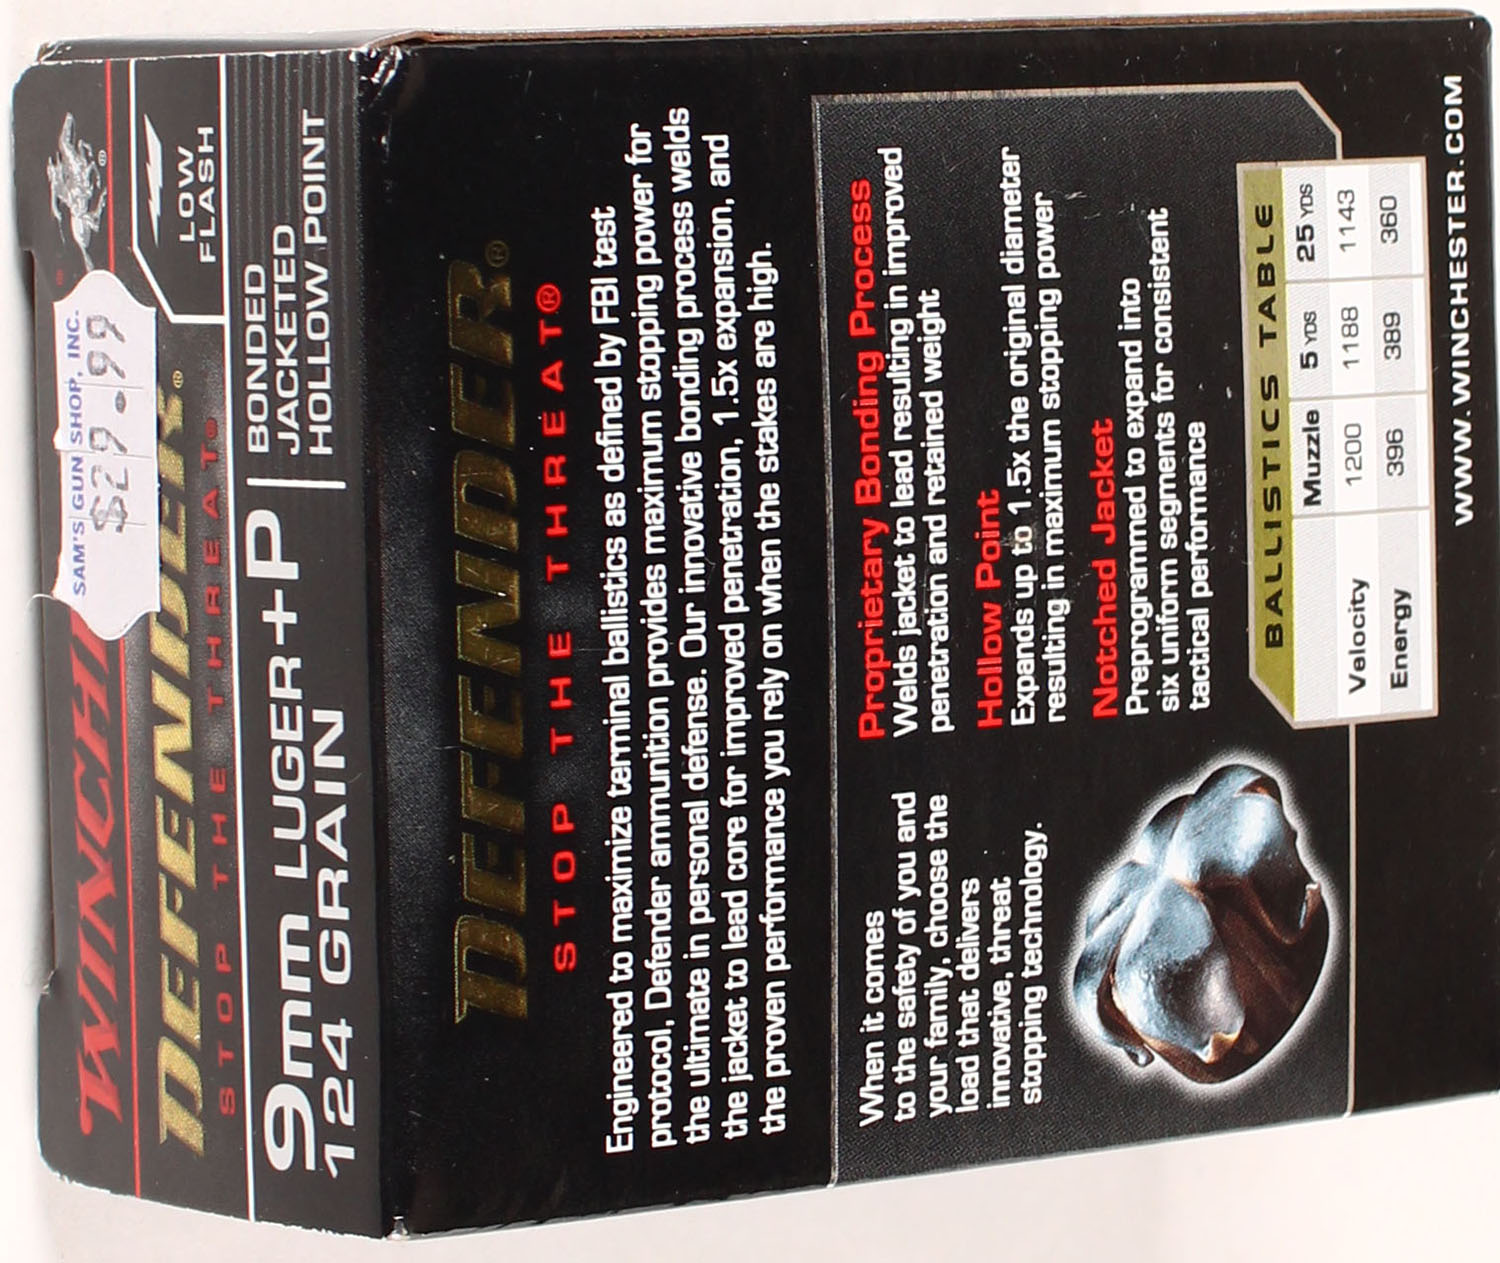 SAM'S GUN SHOP, INC.
$29.99
WINCHE
®
DEFENDER®
STOP THE THREAT®
LOW
FLASH
9mm LUGER+P
124 GRAIN
BONDED
JACKETED
HOLLOW POINT
DEFENDER®
STOP THE THREAT®
Engineered to maximize terminal ballistics as defined by FBI test
protocol, Defender ammunition provides maximum stopping power for
the ultimate in personal defense. Our innovative bonding process welds
the jacket to lead core for improved penetration, 1.5x expansion, and
the proven performance you rely on when the stakes are high.
When it comes
to the safety of you and
your family, choose the
load that delivers
innovative, threat
stopping technology.
Proprietary Bonding Process
Welds jacket to lead resulting in improved
penetration and retained weight
Hollow Point
Expands up to 1.5x the original diameter
resulting in maximum stopping power
Notched Jacket
Preprogrammed to expand into
six uniform segments for consistent
tactical performance
BALLISTICS TABLE
Muzzle 5 YDS 25 YDS
Velocity 1200 1188 1143
Energy 396 389 360
WWW.WINCHESTER.COM